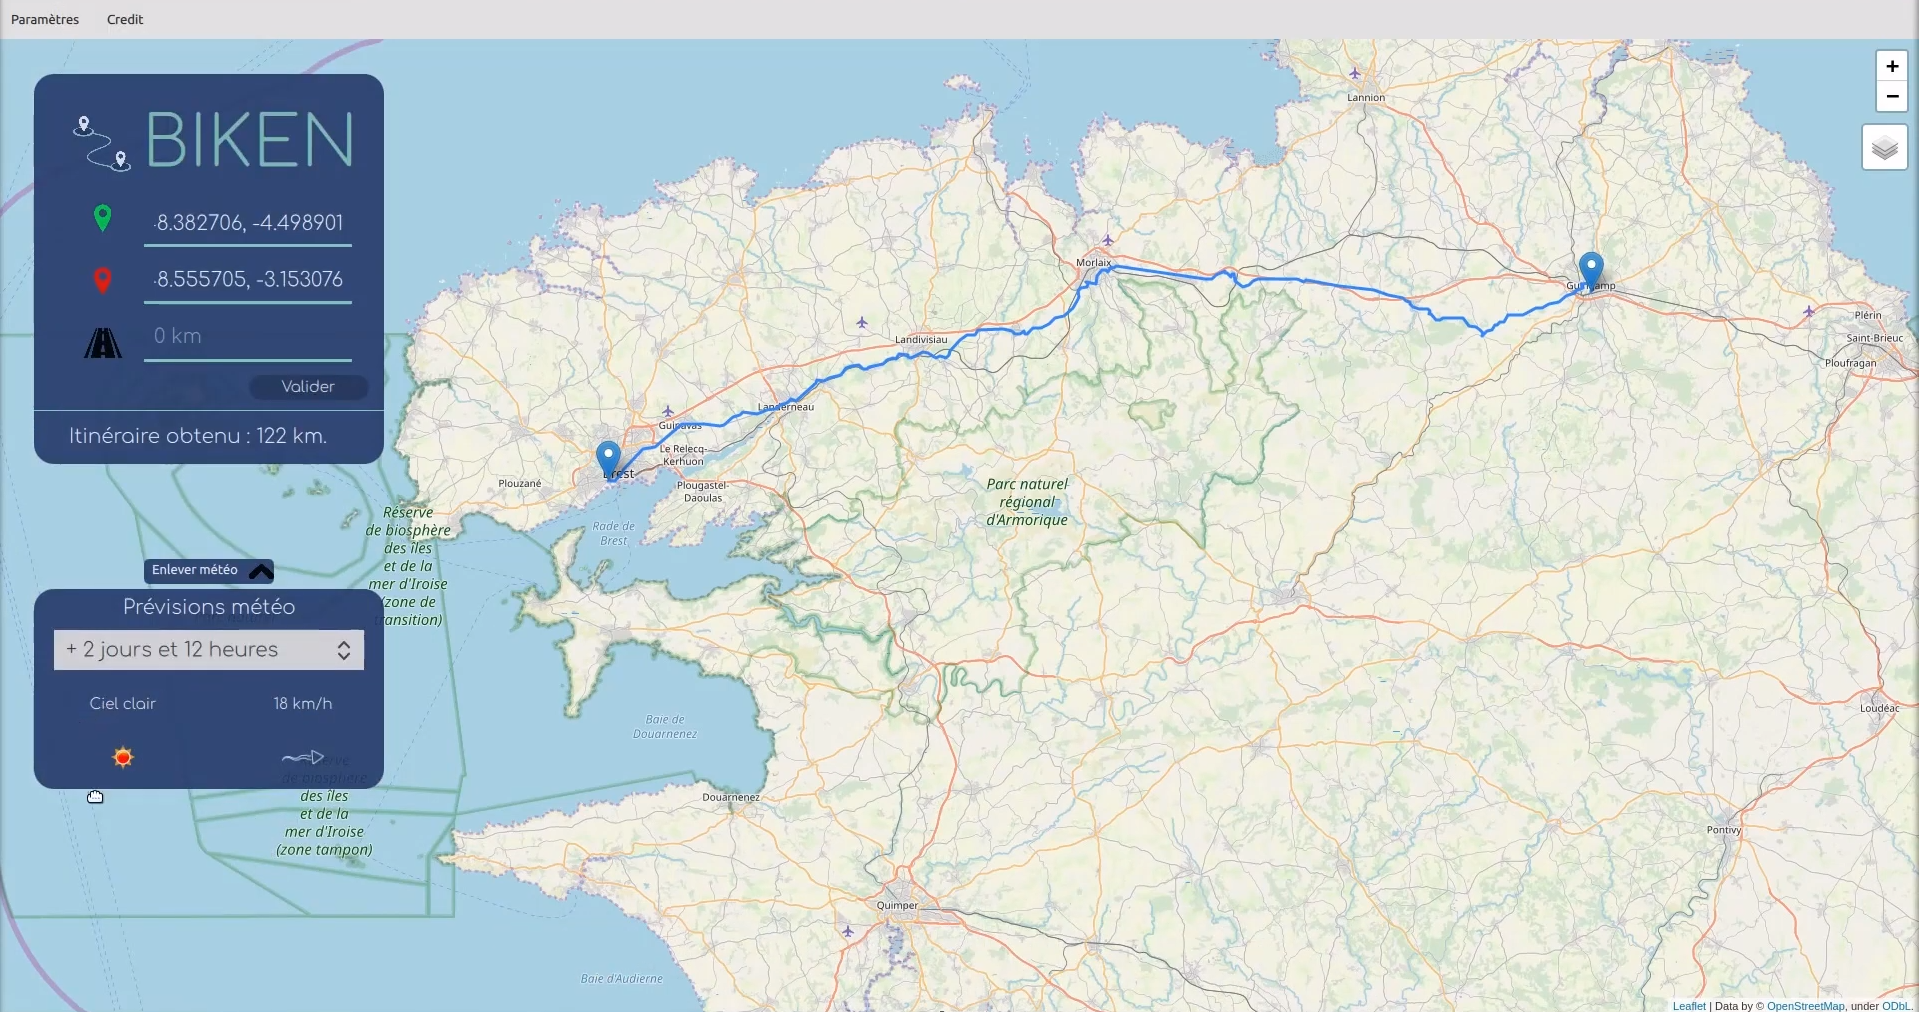 Paramètres Credit
BIKEN
8.382706, -4.498901
8.555705, -3.153076
0 km
Valider
Itinéraire obtenu : 122 km.
Enlever météo
Prévisions météo
+ 2 jours et 12 heures
Ciel clair 18 km/h
+
−
Lannion
Morlaix
Plérin
Saint-Brieuc
Ploufragan
Landivisiau
Landerneau
Guipavas
Le Relecq-
Kerhuon
Brest
Plouzané
Plougastel-
Daoulas
Rade de
Brest
Parc naturel
régional
d'Armorique
Réserve
de biosphère
des îles
et de la
mer d'Iroise
(zone de
transition)
Baie de
Douarnenez
Loudéac
Réserve
de biosphère
des îles
et de la
mer d'Iroise
(zone tampon)
Douarnenez
Pontivy
Quimper
Baie d'Audierne
Leaflet | Data by © OpenStreetMap, under ODbL.